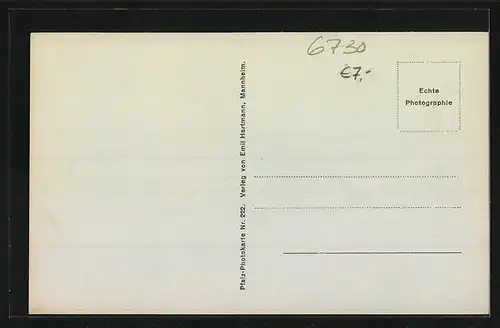 6730
€7,-
Echte
Photographie
Pfalz-Photokarte Nr. 222. Verlag von Emil Hartmann, Mannheim.